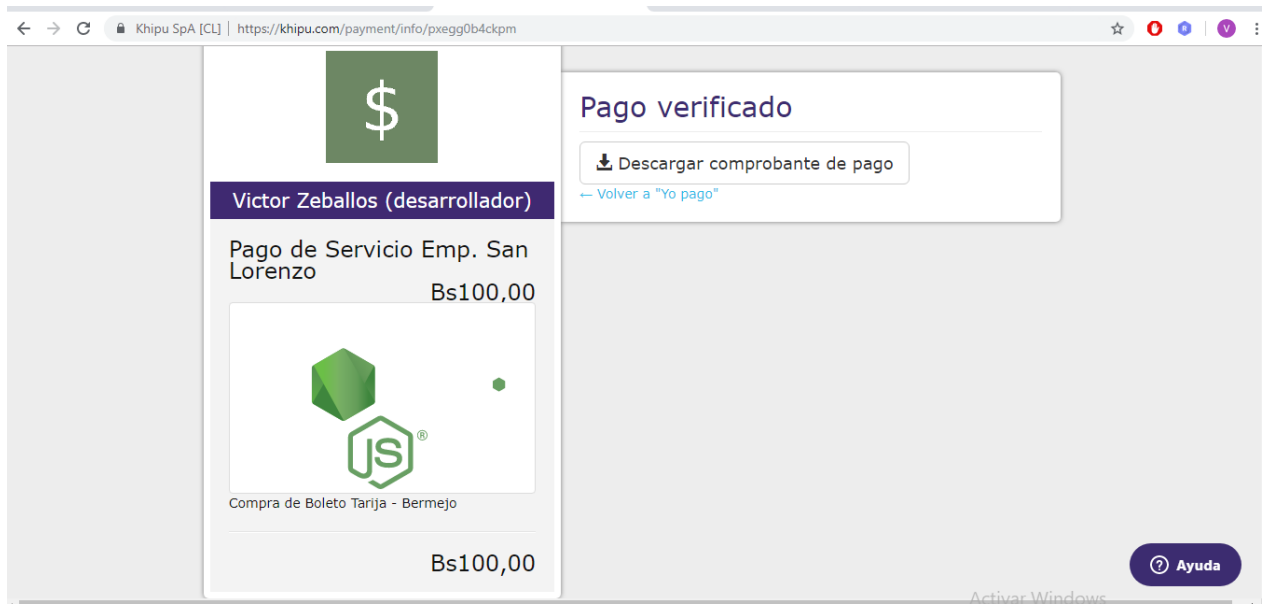 Khipu SpA [CL] | https://khipu.com/payment/info/pxegg0b4ckpm
V
$
Victor Zeballos (desarrollador)
Pago de Servicio Emp. San
Lorenzo
Bs100,00
JS®
Compra de Boleto Tarija - Bermejo
Bs100,00
Pago verificado
Descargar comprobante de pago
← Volver a "Yo pago"
? Ayuda
Activar Windows